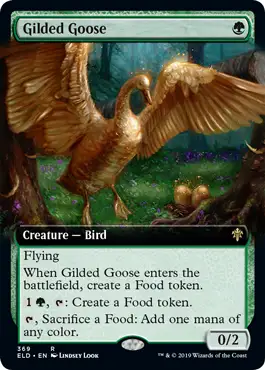 Gilded Goose
Creature — Bird
Flying
When Gilded Goose enters the
battlefield, create a Food token.
1 , : Create a Food token.
, Sacrifice a Food: Add one mana of
any color.
0/2
369 R
ELD • EN LINDSEY LOOK
™ & © 2019 Wizards of the Coast